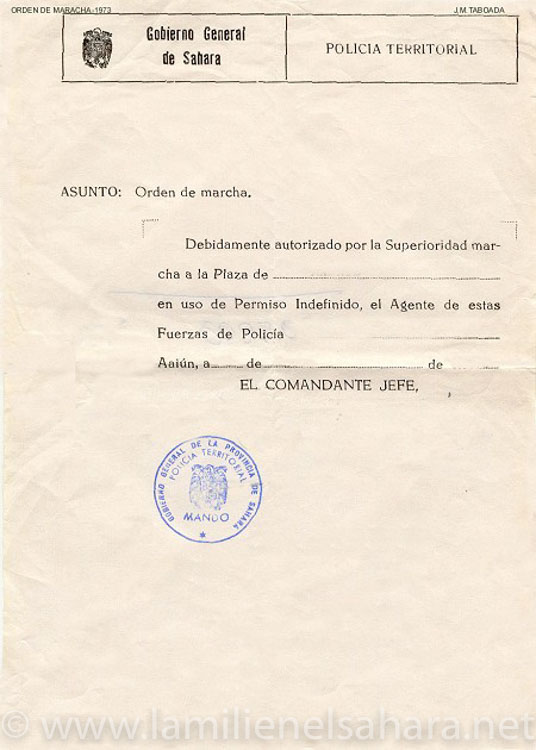 ORDEN DE MARACHA-1973
J.M.TABOADA
Gobierno General
de Sahara
POLICIA TERRITORIAL
ASUNTO: Orden de marcha.
Debidamente autorizado por la Superioridad mar-
cha a la Plaza de
en uso de Permiso Indefinido, el Agente de estas
Fuerzas de Policía
Aaiún, a de de
EL COMANDANTE JEFE,
GOBIERNO GENERAL DE LA PROVINCIA DE SAHARA
POLICIA TERRITORIAL
MANDO
© www.lamilienelsahara.net